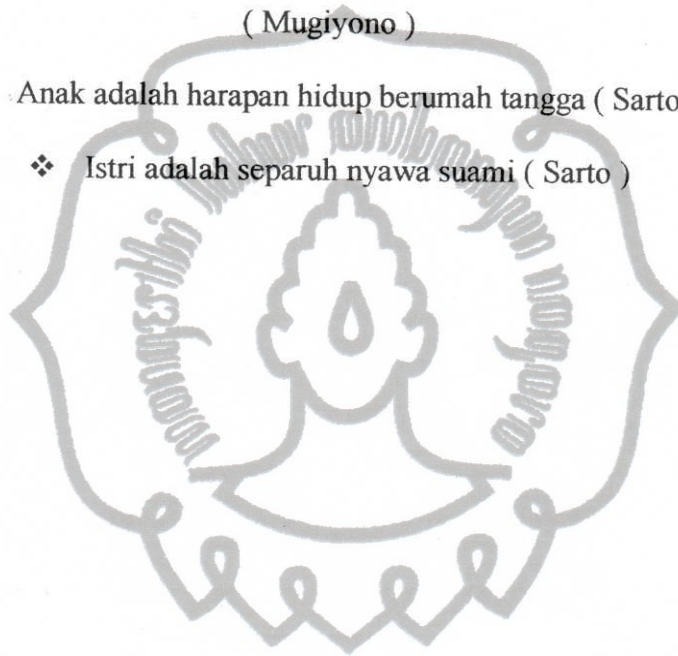 ( Mugiyono )
Anak adalah harapan hidup berumah tangga ( Sarto
❖ Istri adalah separuh nyawa suami ( Sarto )